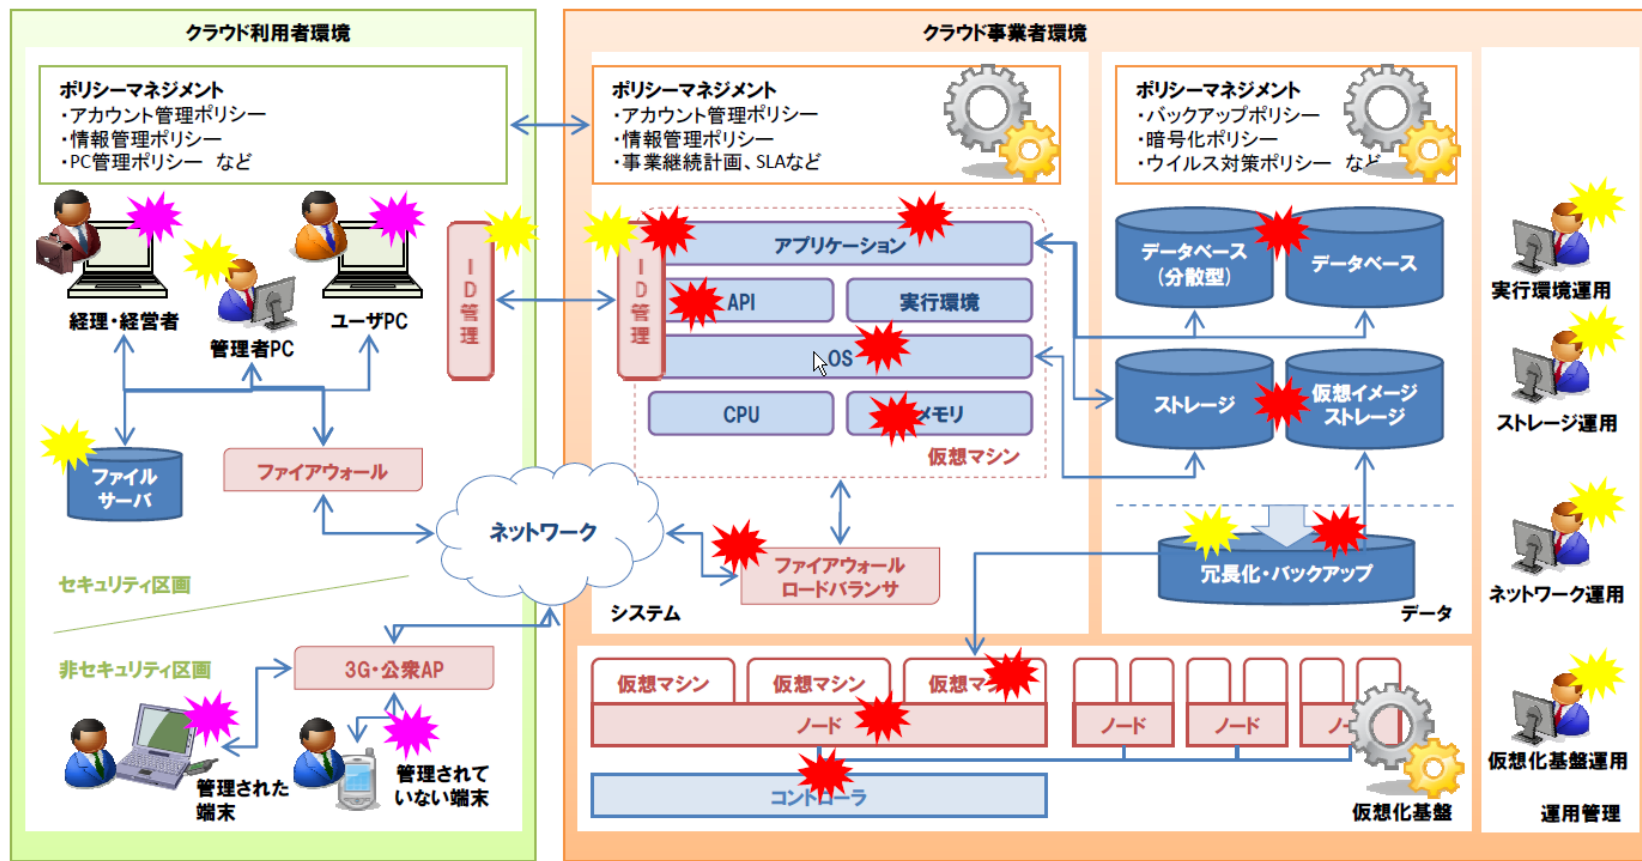 クラウド利用者環境
ポリシーマネジメント
・アカウント管理ポリシー
・情報管理ポリシー
・PC管理ポリシー など
経理・経営者
管理者PC
ユーザPC
ID管理
ファイル
サーバ
ファイアウォール
セキュリティ区画
非セキュリティ区画
3G・公衆AP
管理された
端末
管理されて
いない端末
ネットワーク
クラウド事業者環境
ポリシーマネジメント
・アカウント管理ポリシー
・情報管理ポリシー
・事業継続計画、SLAなど
ID管理
アプリケーション
API
実行環境
OS
CPU
メモリ
仮想マシン
ファイアウォール
ロードバランサ
システム
ポリシーマネジメント
・バックアップポリシー
・暗号化ポリシー
・ウイルス対策ポリシー など
データベース
(分散型)
データベース
ストレージ
仮想イメージ
ストレージ
冗長化・バックアップ
データ
仮想マシン
仮想マシン
仮想マシン
ノード
ノード
ノード
ノード
コントローラ
仮想化基盤
実行環境運用
ストレージ運用
ネットワーク運用
仮想化基盤運用
運用管理